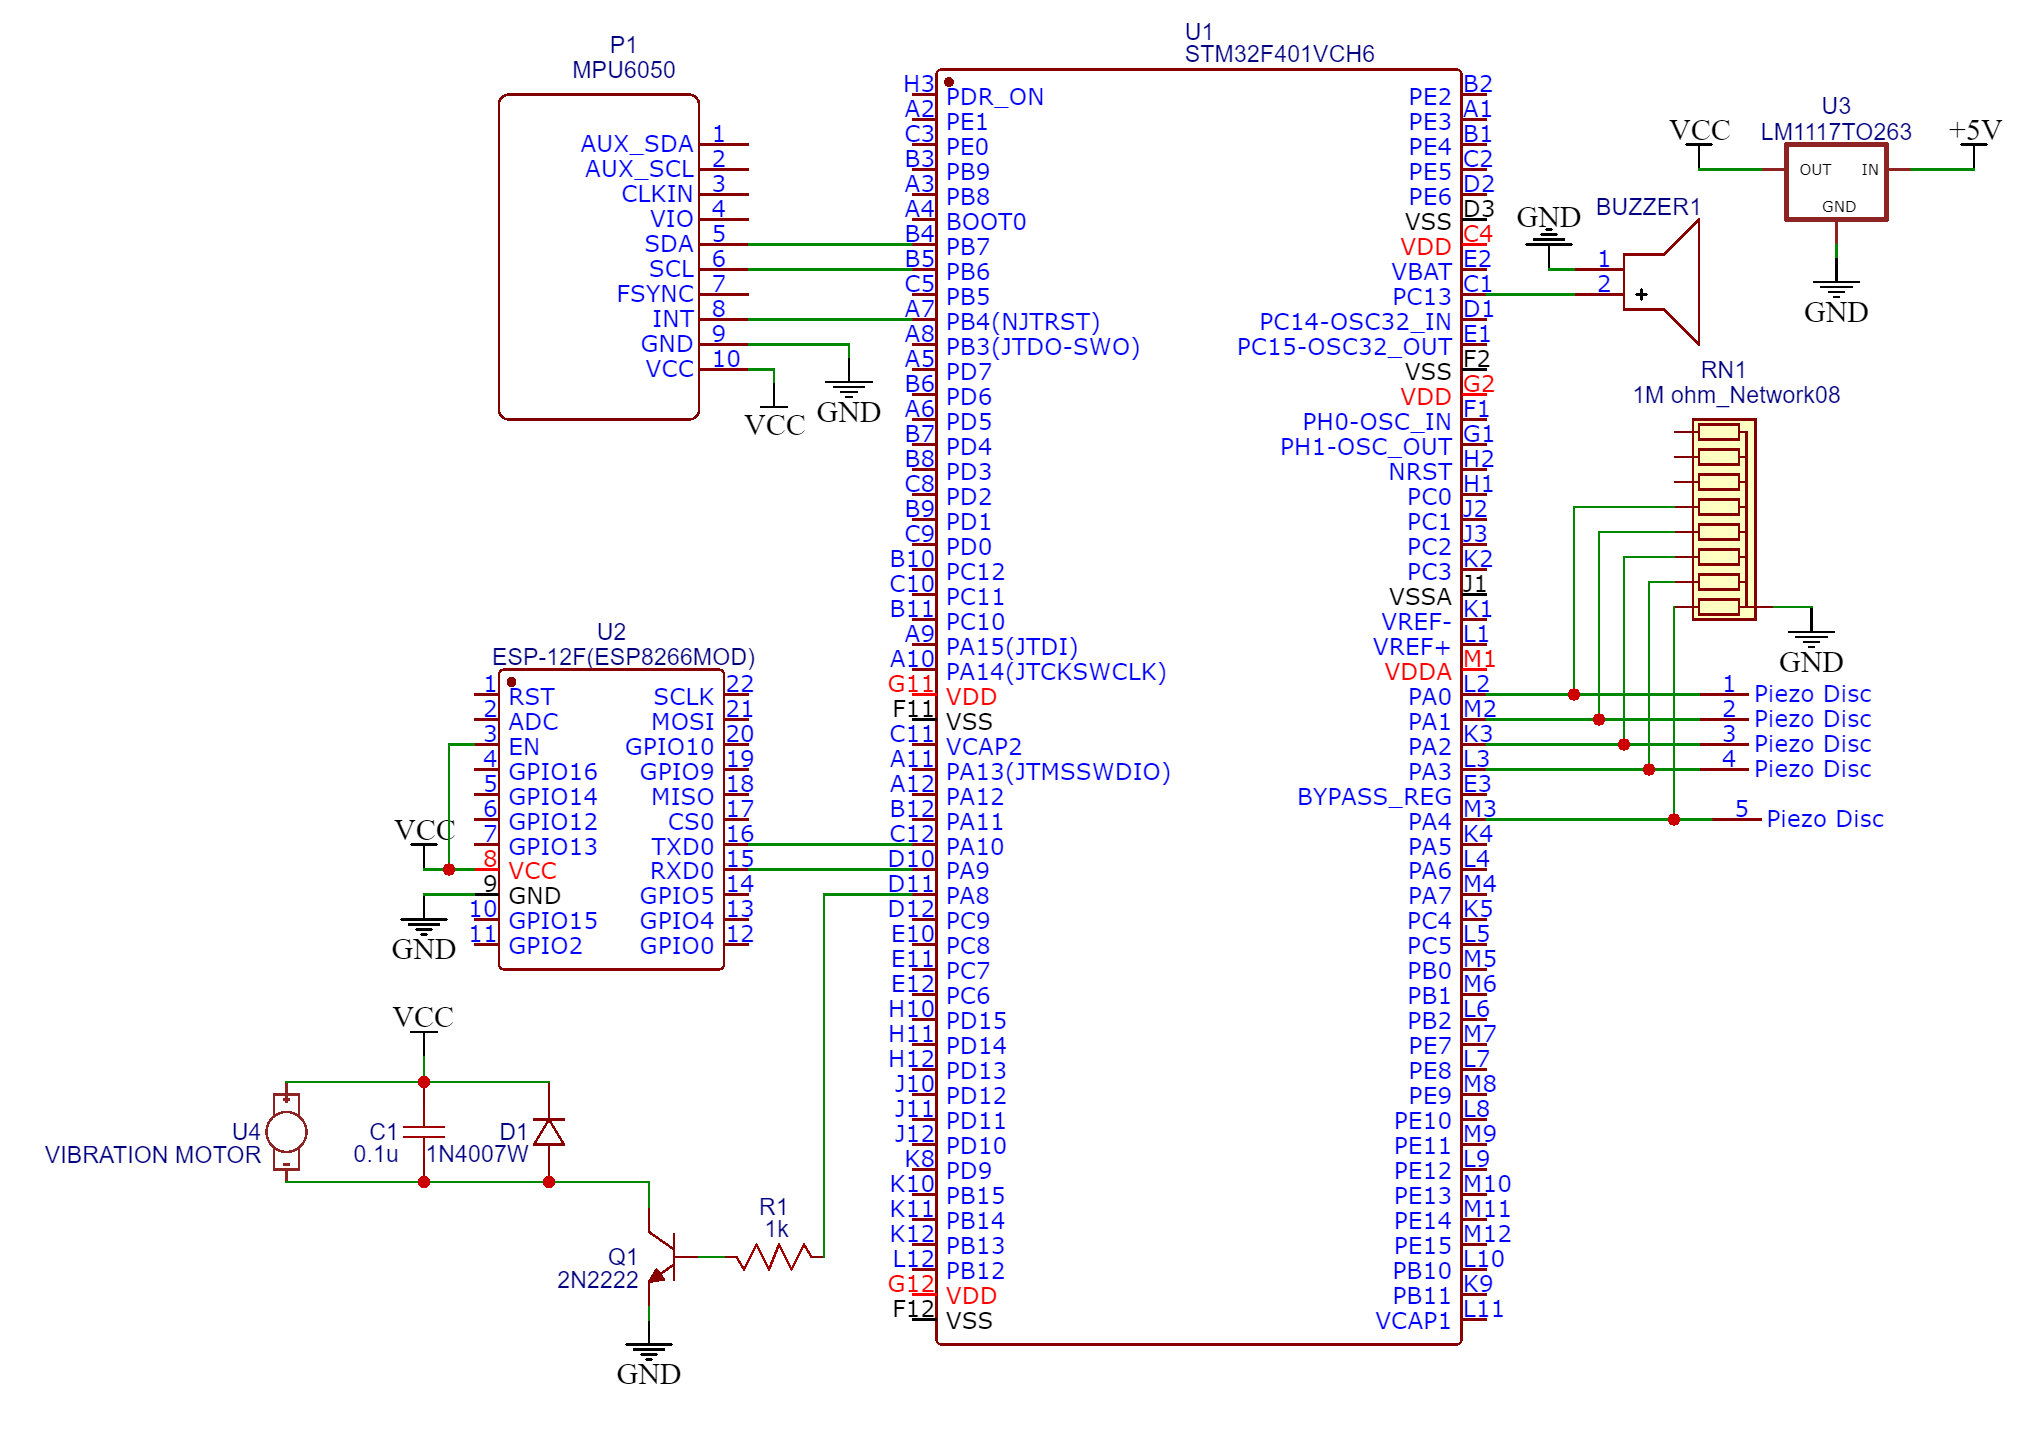 P1
MPU6050
AUX_SDA 1
AUX_SCL 2
CLKIN 3
VIO 4
SDA 5
SCL 6
FSYNC 7
INT 8
GND 9
VCC 10
VCC
GND
U2
ESP-12F(ESP8266MOD)
1 RST SCLK 22
2 ADC MOSI 21
3 EN GPIO10 20
4 GPIO16 GPIO9 19
5 GPIO14 MISO 18
6 GPIO12 CS0 17
7 GPIO13 TXD0 16
8 VCC RXD0 15
9 GND GPIO5 14
10 GPIO15 GPIO4 13
11 GPIO2 GPIO0 12
VCC
GND
VCC
U4
VIBRATION MOTOR
+
-
C1
0.1u
D1
1N4007W
Q1
2N2222
R1
1k
GND
U1
STM32F401VCH6
H3 PDR_ON PE2 B2
A2 PE1 PE3 A1
C3 PE0 PE4 B1
B3 PB9 PE5 C2
A3 PB8 PE6 D2
A4 BOOT0 VSS D3
B4 PB7 VDD C4
B5 PB6 VBAT E2
C5 PB5 PC13 C1
A7 PB4(NJTRST) PC14-OSC32_IN D1
A8 PB3(JTDO-SWO) PC15-OSC32_OUT E1
A5 PD7 VSS F2
B6 PD6 VDD G2
A6 PD5 PH0-OSC_IN F1
B7 PD4 PH1-OSC_OUT G1
B8 PD3 NRST H2
C8 PD2 PC0 H1
B9 PD1 PC1 J2
C9 PD0 PC2 J3
B10 PC12 PC3 K2
C10 PC11 VSSA J1
B11 PC10 VREF- K1
A9 PA15(JTDI) VREF+ L1
A10 PA14(JTCKSWCLK) VDDA M1
G11 VDD PA0 L2
F11 VSS PA1 M2
C11 VCAP2 PA2 K3
A11 PA13(JTMSSWDIO) PA3 L3
A12 PA12 BYPASS_REG E3
B12 PA11 PA4 M3
C12 PA10 PA5 K4
D10 PA9 PA6 L4
D11 PA8 PA7 M4
D12 PC9 PC4 K5
E10 PC8 PC5 L5
E11 PC7 PB0 M5
E12 PC6 PB1 M6
H10 PD15 PB2 L6
H11 PD14 PE7 M7
H12 PD13 PE8 L7
J10 PD12 PE9 M8
J11 PD11 PE10 L8
J12 PD10 PE11 M9
K8 PD9 PE12 L9
K10 PB15 PE13 M10
K11 PB14 PE14 M11
K12 PB13 PE15 M12
L12 PB12 PB10 L10
G12 VDD PB11 K9
F12 VSS VCAP1 L11
U3
LM1117TO263
VCC +5V
OUT IN
GND
GND
GND
BUZZER1
1
2 +
RN1
1M ohm_Network08
GND
1 Piezo Disc
2 Piezo Disc
3 Piezo Disc
4 Piezo Disc
5 Piezo Disc